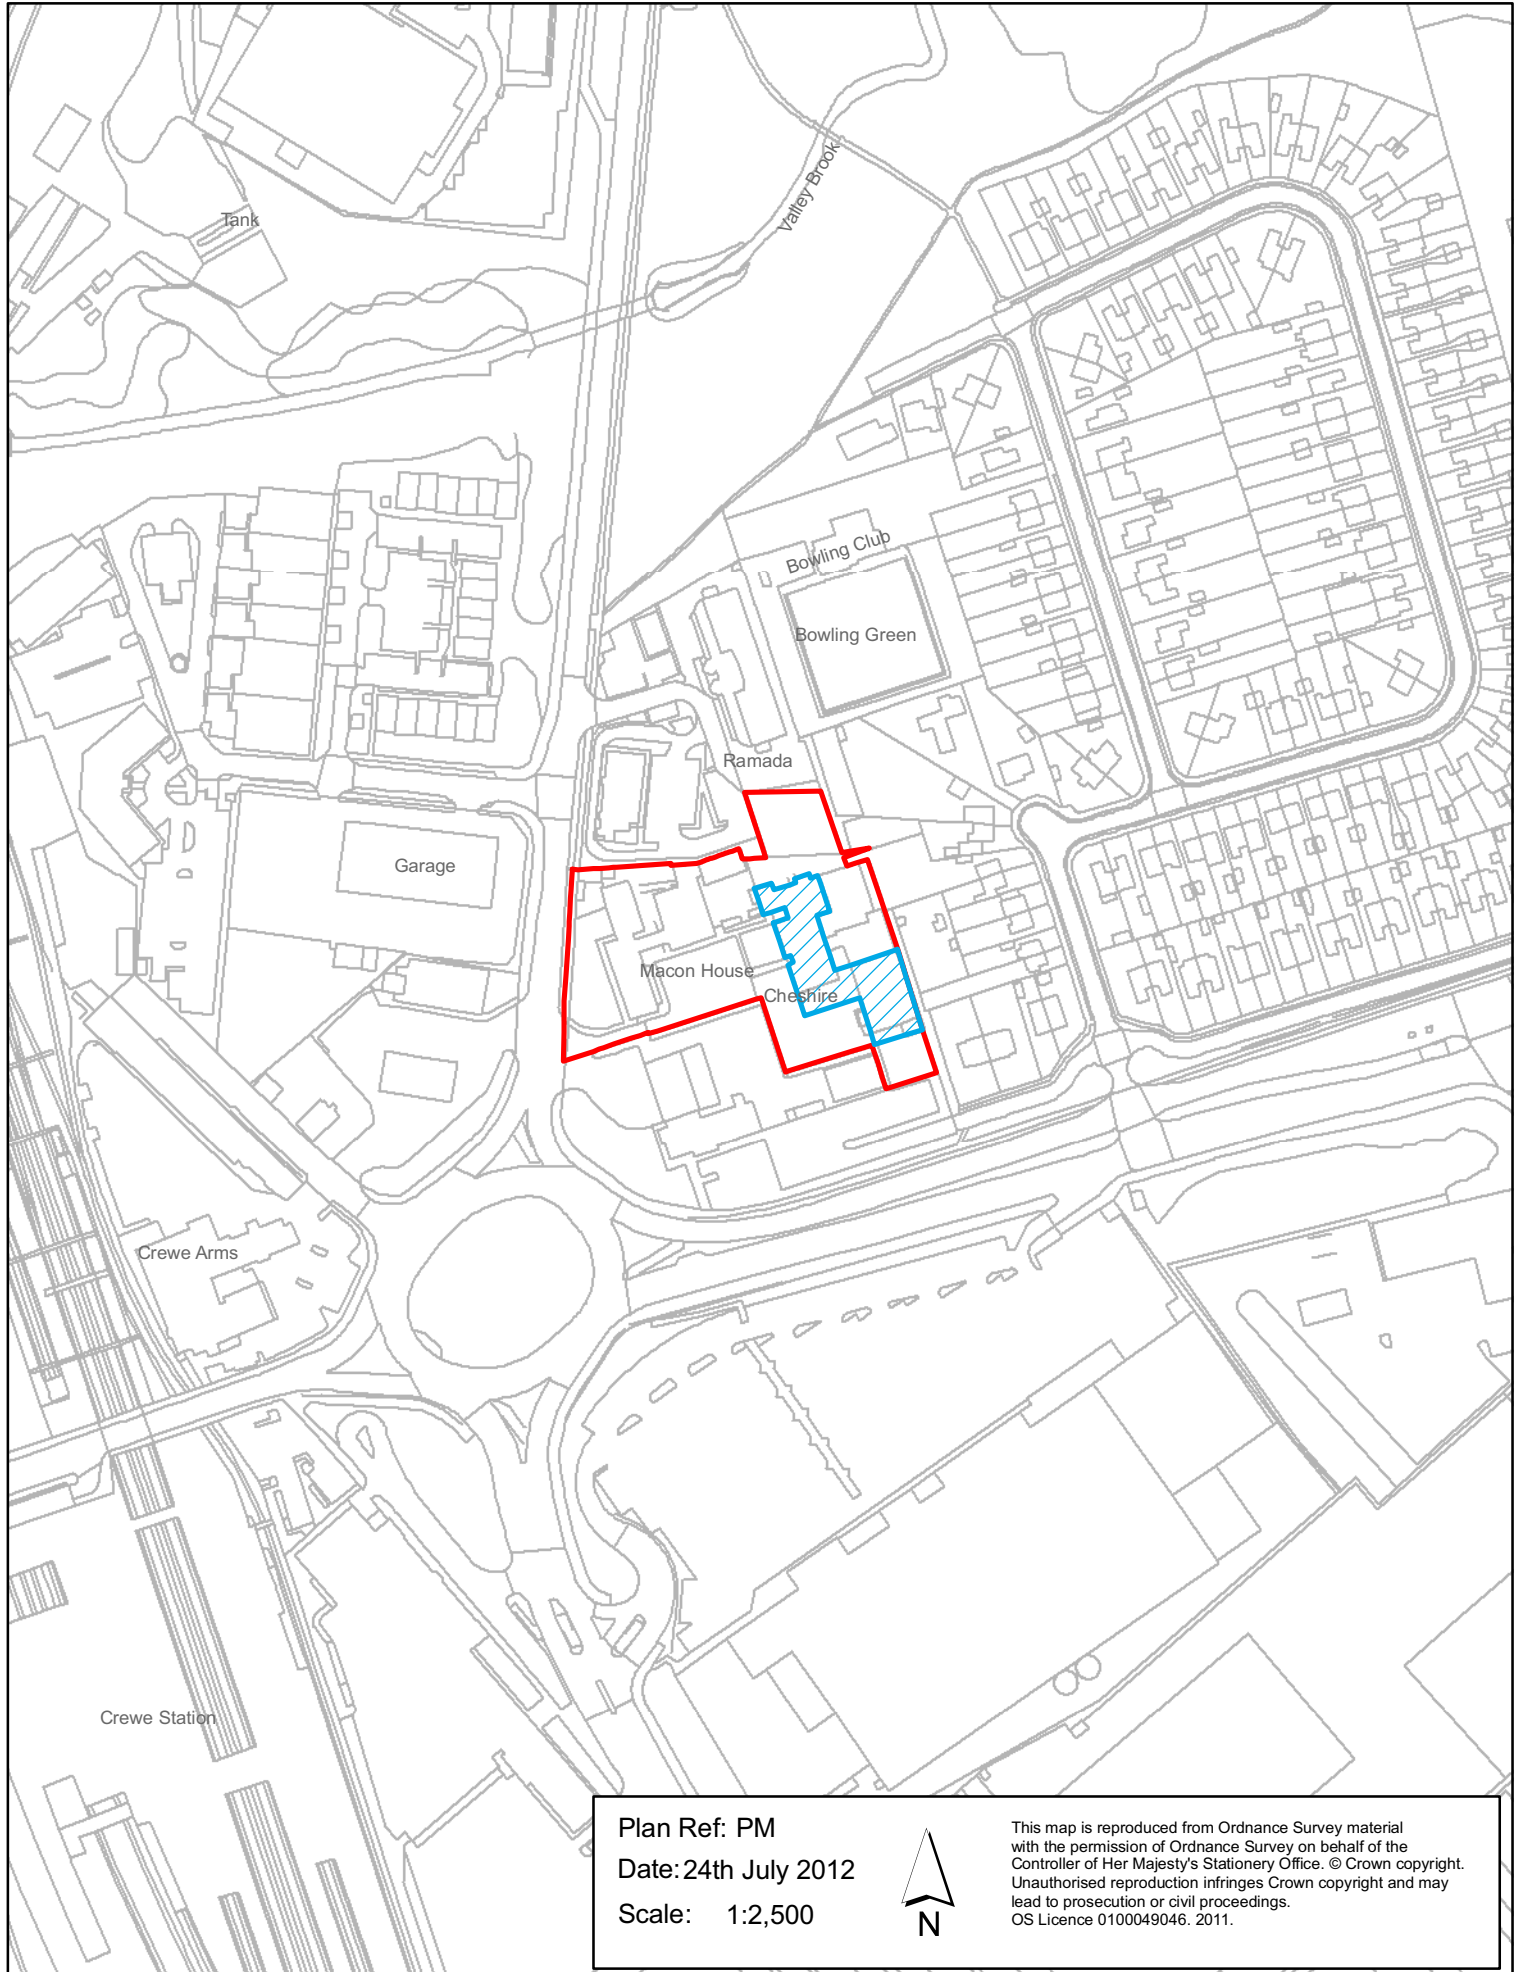 Tank
Valley Brook
Bowling Club
Bowling Green
Ramada
Garage
Macon House
Cheshire
Crewe Arms
Crewe Station
Plan Ref: PM
Date: 24th July 2012
Scale: 1:2,500
N
This map is reproduced from Ordnance Survey material
with the permission of Ordnance Survey on behalf of the
Controller of Her Majesty's Stationery Office. © Crown copyright.
Unauthorised reproduction infringes Crown copyright and may
lead to prosecution or civil proceedings.
OS Licence 0100049046. 2011.